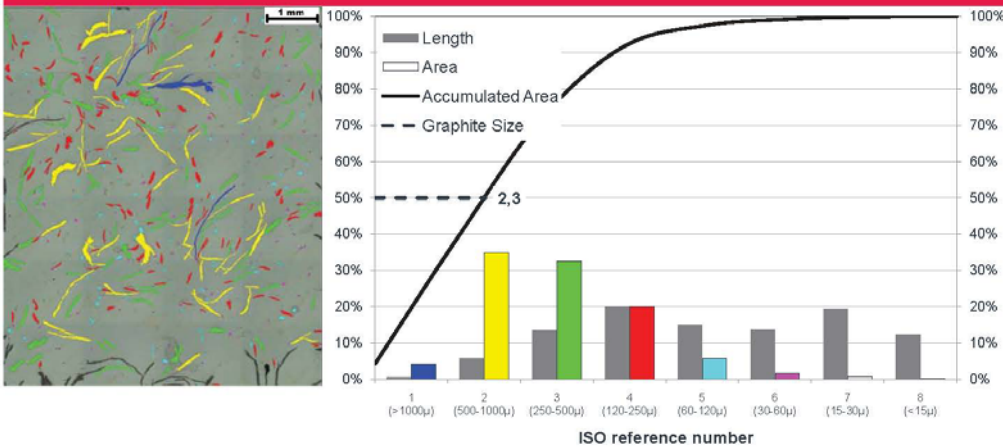 1 mm
100%
90%
80%
70%
60%
50%
40%
30%
20%
10%
0%
Length
Area
Accumulated Area
Graphite Size
2,3
100%
90%
80%
70%
60%
50%
40%
30%
20%
10%
0%
1 2 3 4 5 6 7 8
(>1000µ) (500-1000µ) (250-500µ) (120-250µ) (60-120µ) (30-60µ) (15-30µ) (<15µ)
ISO reference number